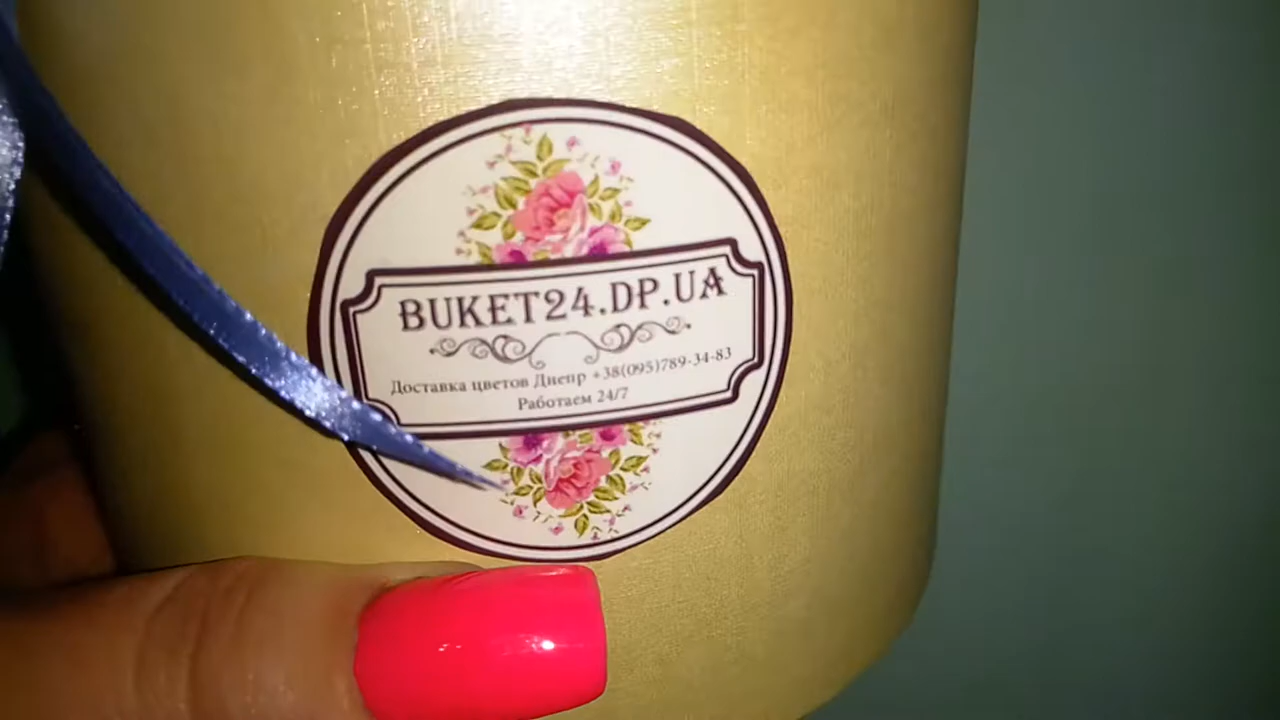 BUKET24.DP.UA
Доставка цветов Днепр +38(095)789-34-83
Работаем 24/7